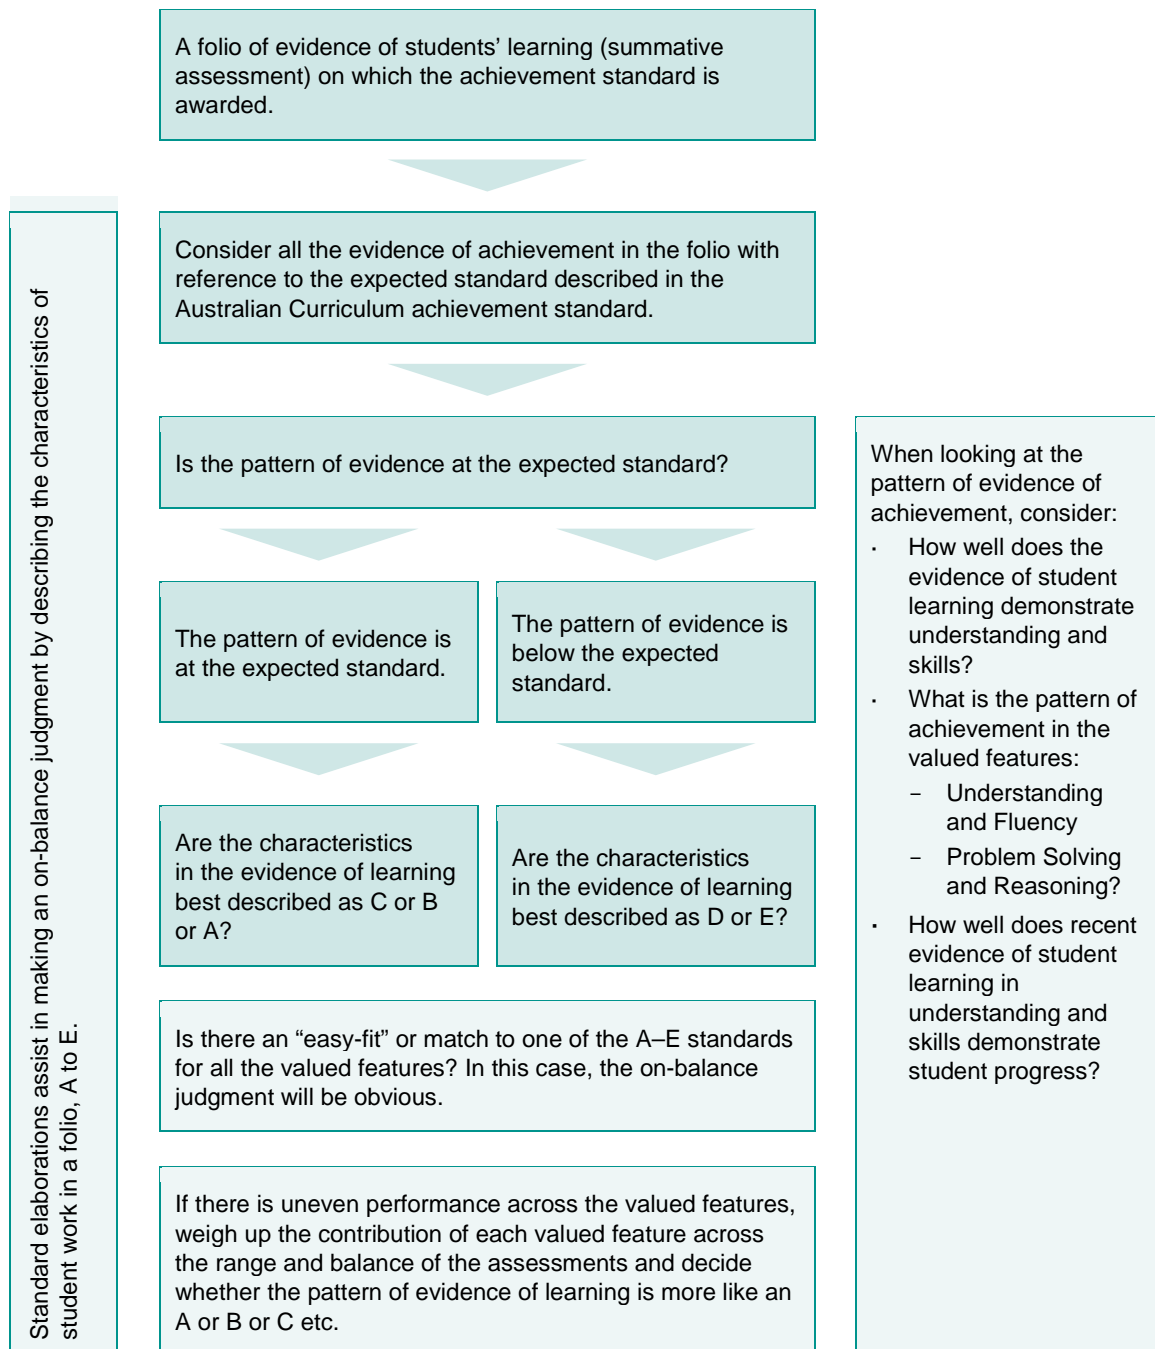 A folio of evidence of students’ learning (summative
assessment) on which the achievement standard is
awarded.
Standard elaborations assist in making an on-balance judgment by describing the characteristics of
student work in a folio, A to E.
Consider all the evidence of achievement in the folio with
reference to the expected standard described in the
Australian Curriculum achievement standard.
Is the pattern of evidence at the expected standard?
The pattern of evidence is
at the expected standard.
The pattern of evidence is
below the expected
standard.
Are the characteristics
in the evidence of learning
best described as C or B
or A?
Are the characteristics
in the evidence of learning
best described as D or E?
Is there an “easy-fit” or match to one of the A–E standards
for all the valued features? In this case, the on-balance
judgment will be obvious.
If there is uneven performance across the valued features,
weigh up the contribution of each valued feature across
the range and balance of the assessments and decide
whether the pattern of evidence of learning is more like an
A or B or C etc.
When looking at the
pattern of evidence of
achievement, consider:
· How well does the
evidence of student
learning demonstrate
understanding and
skills?
· What is the pattern of
achievement in the
valued features:
– Understanding
and Fluency
– Problem Solving
and Reasoning?
· How well does recent
evidence of student
learning in
understanding and
skills demonstrate
student progress?